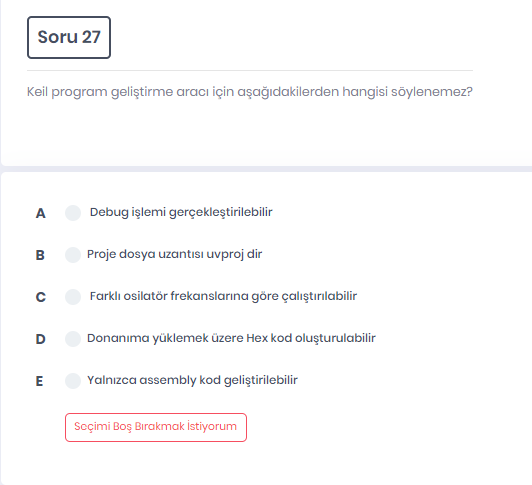 Soru 27
Keil program geliştirme aracı için aşağıdakilerden hangisi söylenemez?
A Debug işlemi gerçekleştirilebilir
B Proje dosya uzantısı uvproj dir
C Farklı osilatör frekanslarına göre çalıştırılabilir
D Donanıma yüklemek üzere Hex kod oluşturulabilir
E Yalnızca assembly kod geliştirilebilir
Seçimi Boş Bırakmak İstiyorum